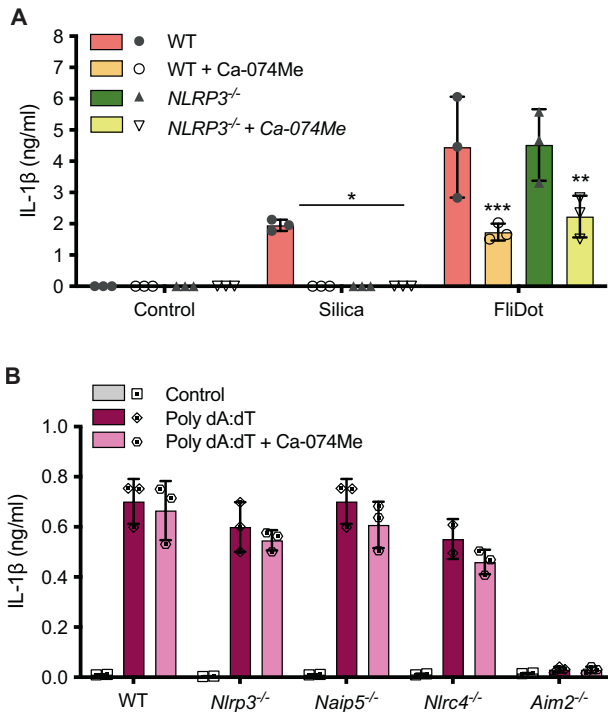 A
IL-1β (ng/ml)
8
7
6
5
4
3
2
1
0
WT
WT + Ca-074Me
NLRP3-/-
NLRP3-/- + Ca-074Me
*
***
**
Control Silica FliDot
B
IL-1β (ng/ml)
1.0
0.8
0.6
0.4
0.2
0.0
Control
Poly dA:dT
Poly dA:dT + Ca-074Me
WT Nlrp3-/- Naip5-/- Nlrc4-/- Aim2-/-